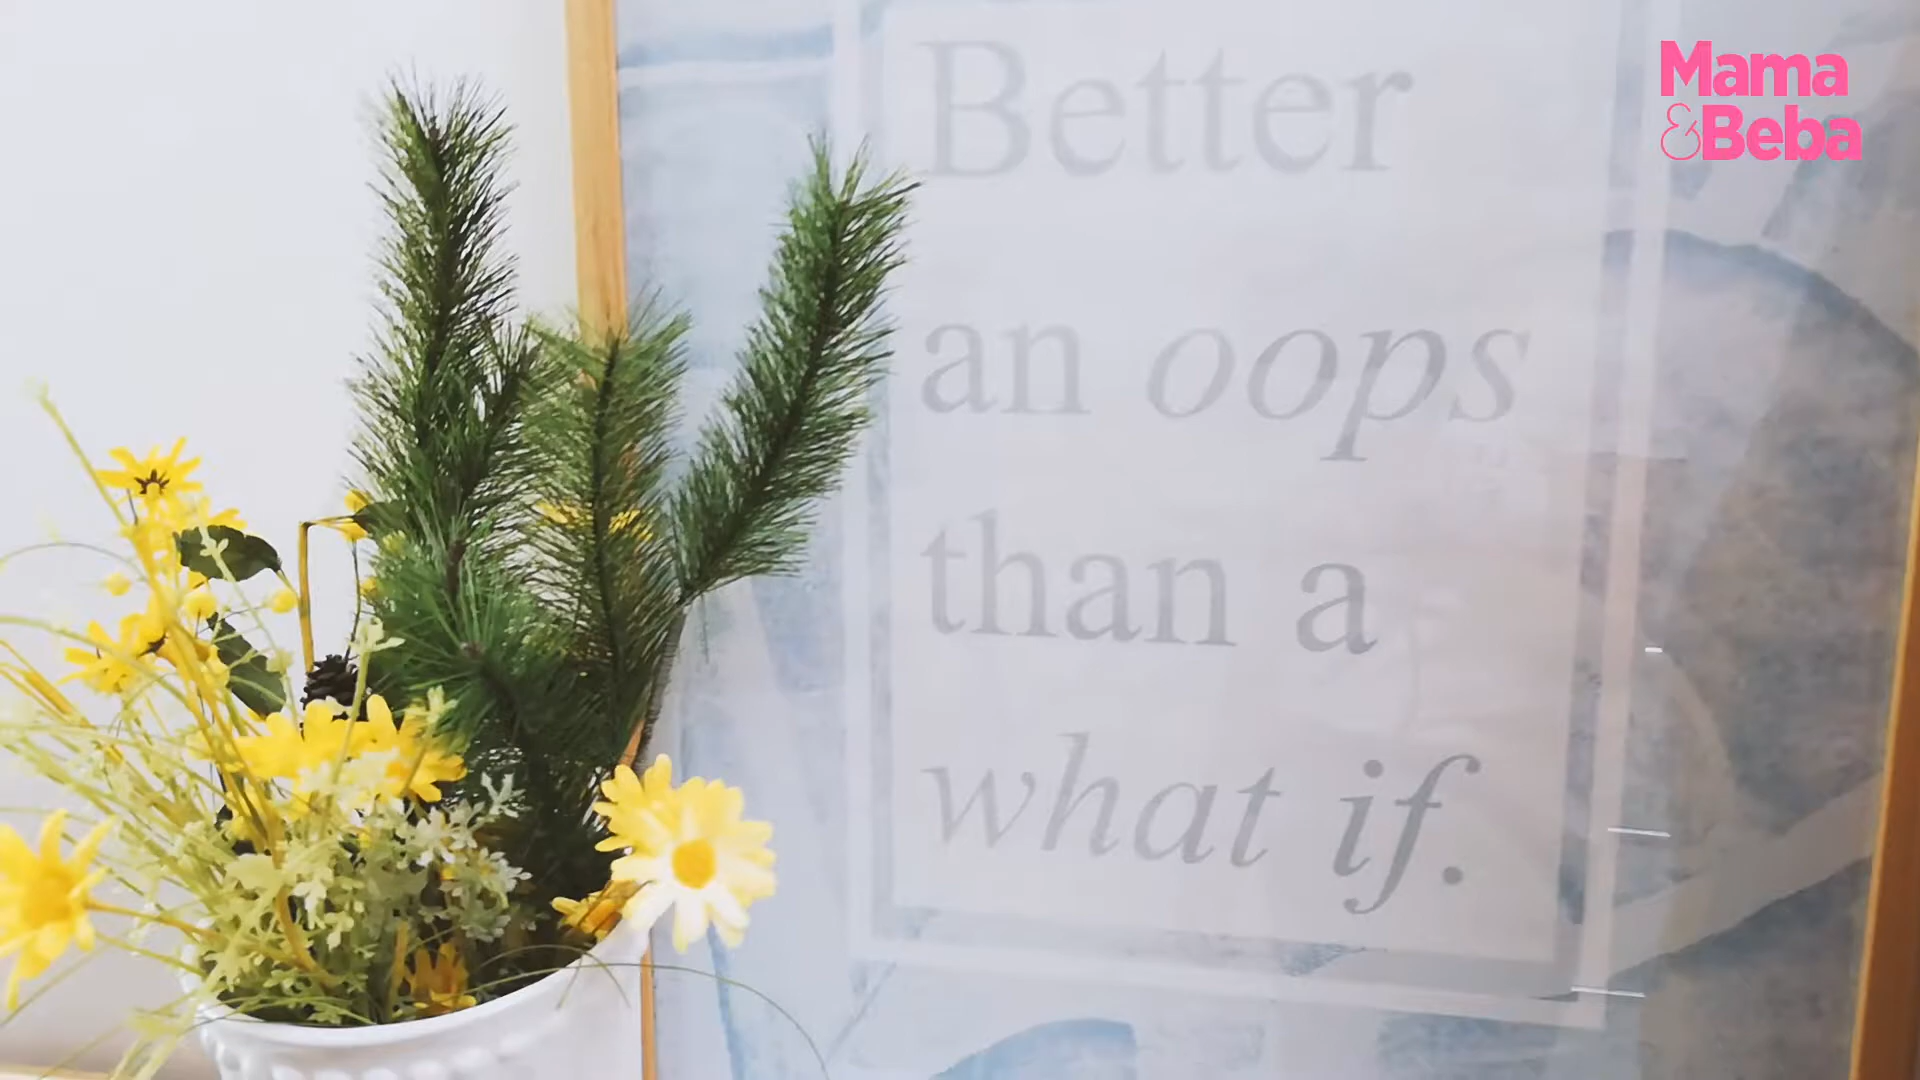 Better
an oops
than a
what if.
Mama
&Beba